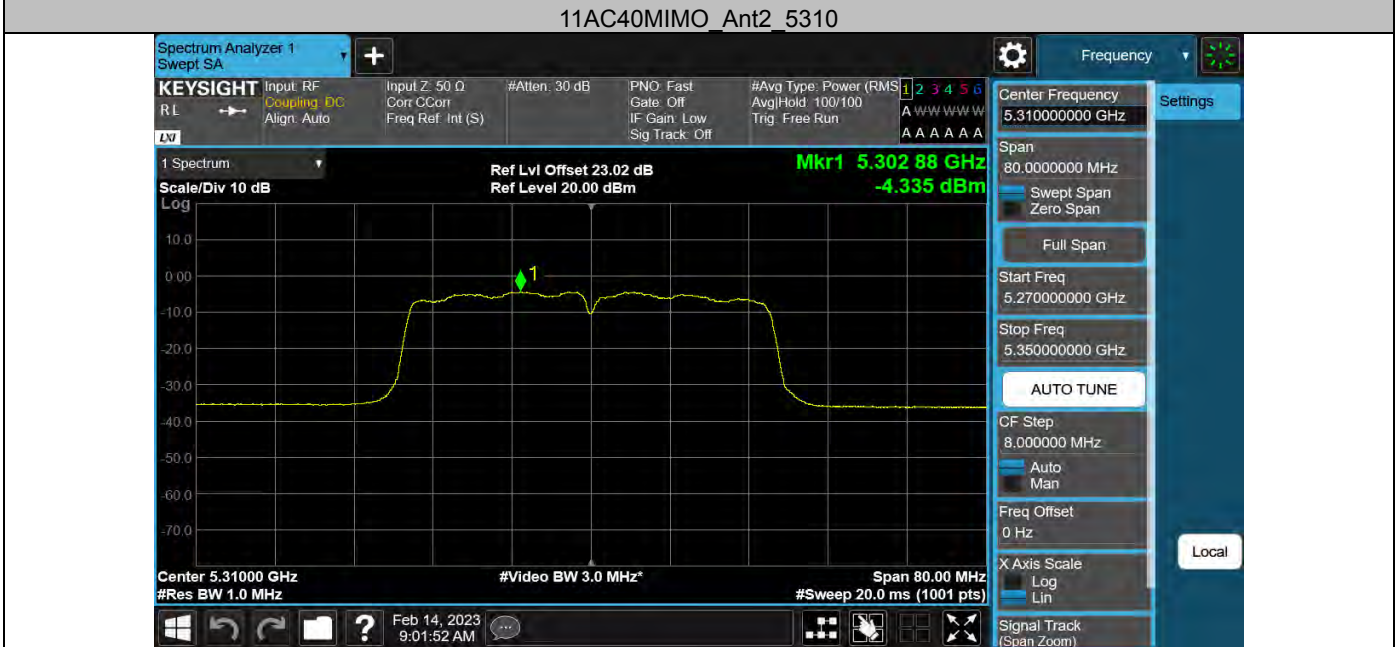 11AC40MIMO_Ant2_5310
Spectrum Analyzer 1
Swept SA
Frequency
KEYSIGHT
R L
LXI
Input: RF
Coupling: DC
Align: Auto
Input Z: 50 Ω
Corr CCorr
Freq Ref: Int (S)
#Atten: 30 dB
PNO: Fast
Gate: Off
IF Gain: Low
Sig Track: Off
#Avg Type: Power (RMS
Avg|Hold: 100/100
Trig: Free Run
1 2 3 4 5 6
A W W W W W
A A A A A A
1 Spectrum
Scale/Div 10 dB
Log
Ref Lvl Offset 23.02 dB
Ref Level 20.00 dBm
Mkr1 5.302 88 GHz
-4.335 dBm
10.0
0.00
-10.0
-20.0
-30.0
-40.0
-50.0
-60.0
-70.0
1
Center 5.31000 GHz
#Res BW 1.0 MHz
#Video BW 3.0 MHz*
Span 80.00 MHz
#Sweep 20.0 ms (1001 pts)
Feb 14, 2023
9:01:52 AM
Center Frequency
5.310000000 GHz
Span
80.0000000 MHz
Swept Span
Zero Span
Full Span
Start Freq
5.270000000 GHz
Stop Freq
5.350000000 GHz
AUTO TUNE
CF Step
8.000000 MHz
Auto
Man
Freq Offset
0 Hz
X Axis Scale
Log
Lin
Signal Track
(Span Zoom)
Settings
Local